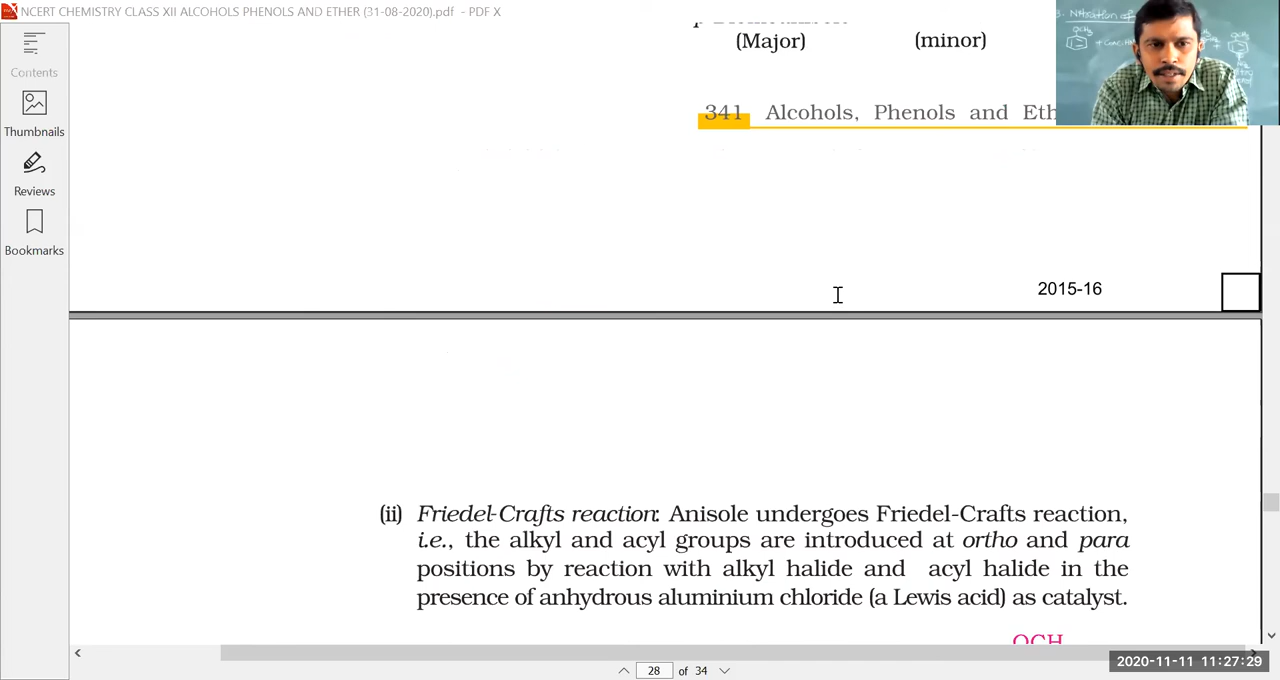 NCERT CHEMISTRY CLASS XII ALCOHOLS PHENOLS AND ETHER (31-08-2020).pdf - PDF X
Contents
Thumbnails
Reviews
Bookmarks
(Major) (minor)
341 Alcohols, Phenols and Eth
2015-16
(ii) Friedel-Crafts reaction: Anisole undergoes Friedel-Crafts reaction,
i.e., the alkyl and acyl groups are introduced at ortho and para
positions by reaction with alkyl halide and acyl halide in the
presence of anhydrous aluminium chloride (a Lewis acid) as catalyst.
OCH
28 of 34
2020-11-11 11:27:29